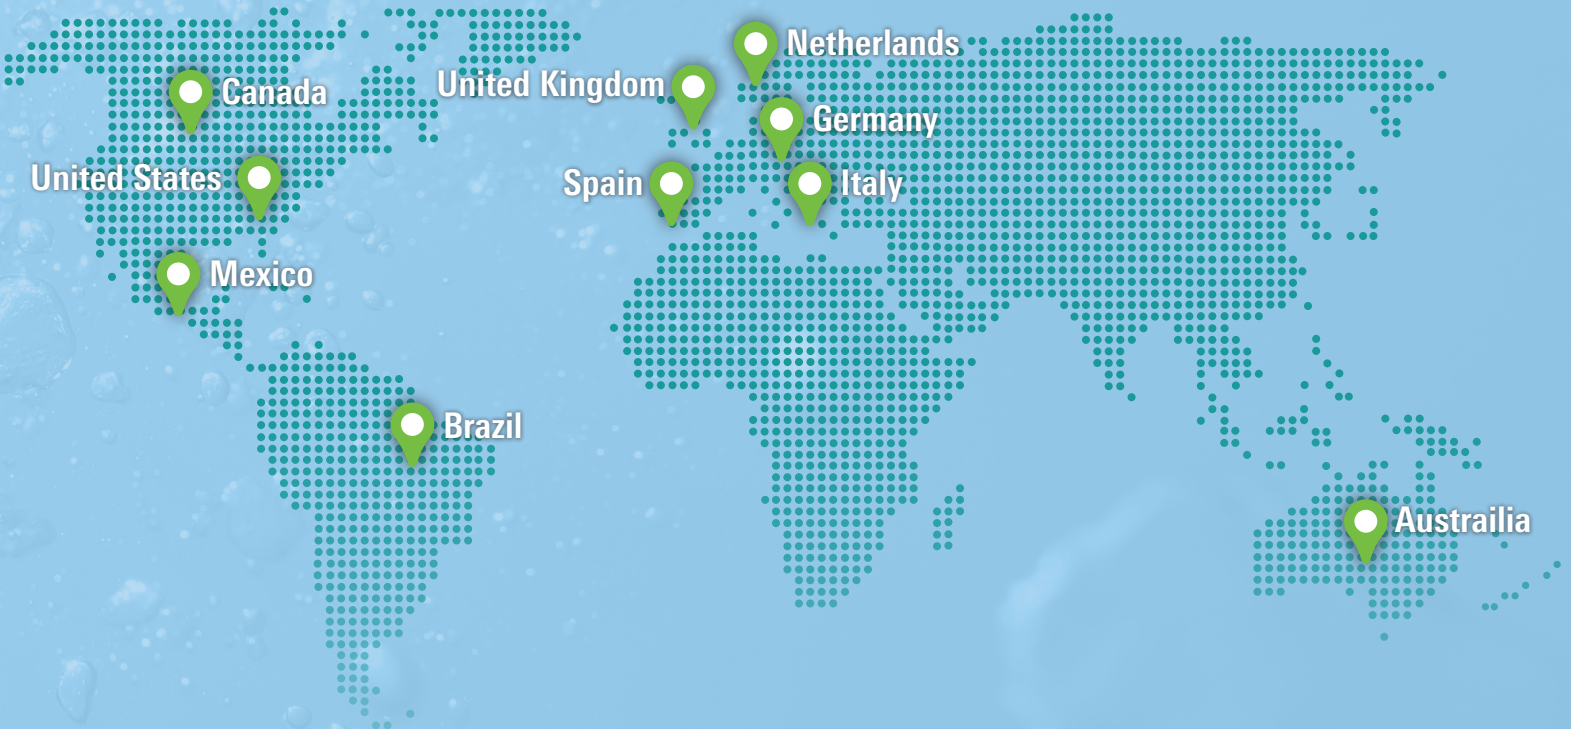 Netherlands
United Kingdom
Canada
Germany
United States
Spain
Italy
Mexico
Brazil
Austrailia